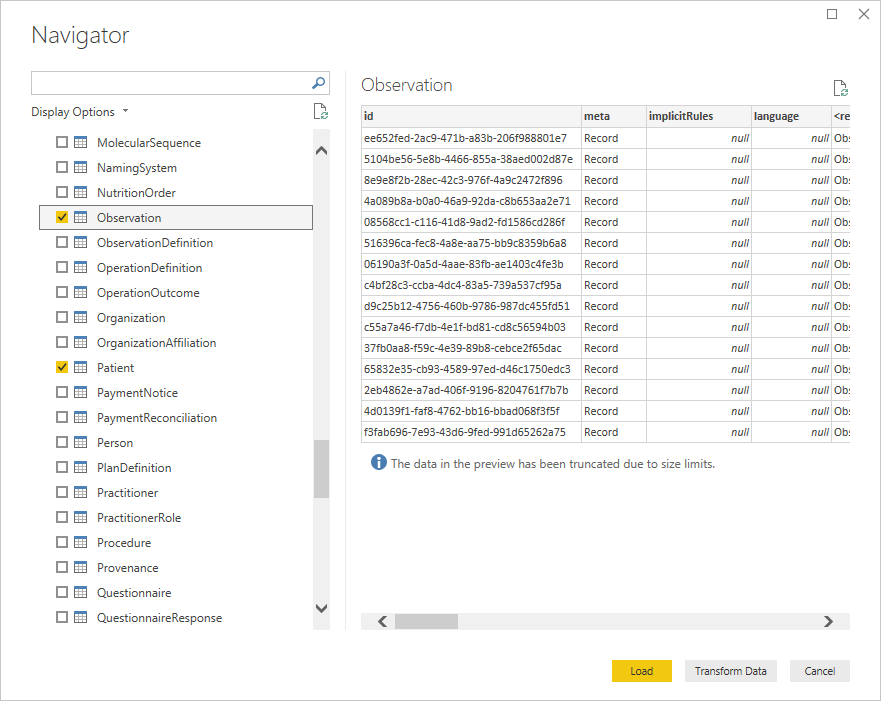 Navigator
Display Options
MolecularSequence
NamingSystem
NutritionOrder
Observation
ObservationDefinition
OperationDefinition
OperationOutcome
Organization
OrganizationAffiliation
Patient
PaymentNotice
PaymentReconciliation
Person
PlanDefinition
Practitioner
PractitionerRole
Procedure
Provenance
Questionnaire
QuestionnaireResponse
Observation
id meta implicitRules language <re
ee652fed-2ac9-471b-a83b-206f988801e7 Record null null Obs
5104be56-5e8b-4466-855a-38aed002d87e Record null null Obs
8e9e8f2b-28ec-42c3-976f-4a9c2472f896 Record null null Obs
4a089b8a-b0a0-46a9-92da-c8b653aa2e71 Record null null Obs
08568cc1-c116-41d8-9ad2-fd1586cd286f Record null null Obs
516396ca-fec8-4a8e-aa75-bb9c8359b6a8 Record null null Obs
06190a3f-0a5d-4aae-83fb-ae1403c4fe3b Record null null Obs
c4bf28c3-ccba-4dc4-83a5-739a537cf95a Record null null Obs
d9c25b12-4756-460b-9786-987dc455fd51 Record null null Obs
c55a7a46-f7db-4e1f-bd81-cd8c56594b03 Record null null Obs
37fb0aa8-f59c-4e39-89b8-cebce2f65dac Record null null Obs
65832e35-cb93-4589-97ed-d46c1750edc3 Record null null Obs
2eb4862e-a7ad-406f-9196-8204761f7b7b Record null null Obs
4d0139f1-faf8-4762-bb16-bbad068f3f5f Record null null Obs
f3fab696-7e93-43d6-9fed-991d65262a75 Record null null Obs
The data in the preview has been truncated due to size limits.
Load Transform Data Cancel